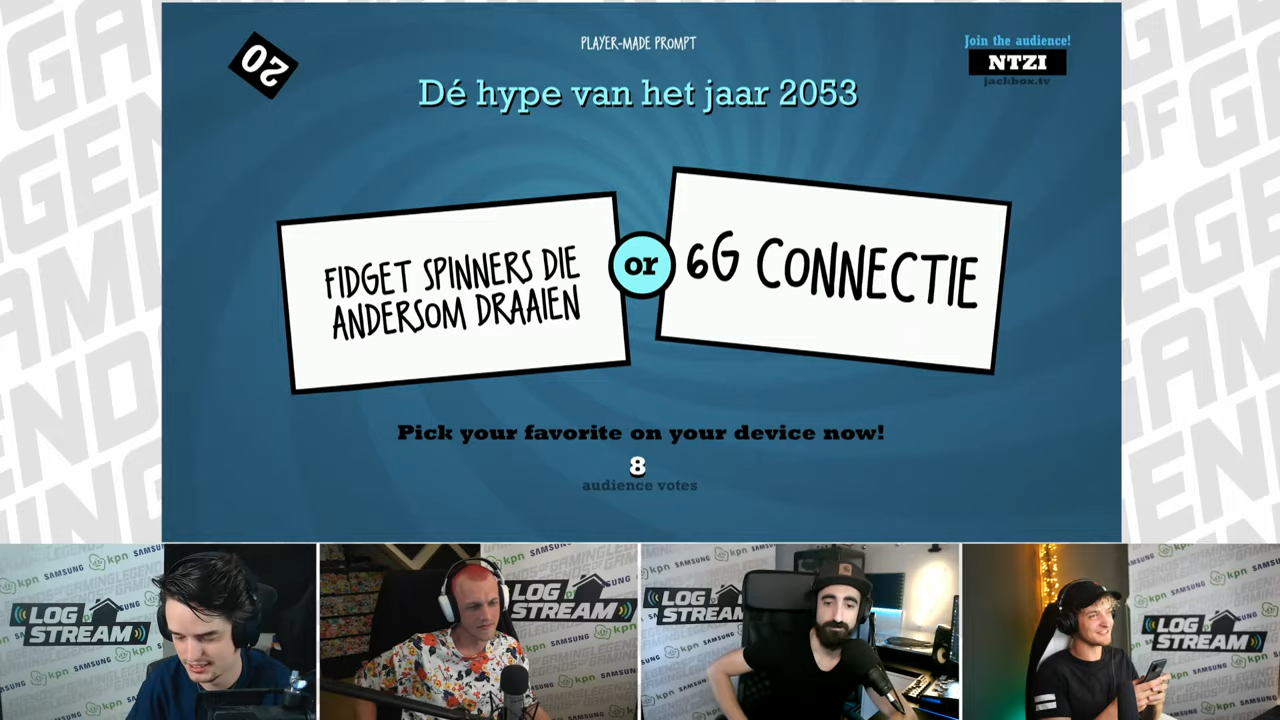 20
PLAYER-MADE PROMPT
Join the audience!
NTZI
jackbox.tv
Dé hype van het jaar 2053
FIDGET SPINNERS DIE
ANDERSOM DRAAIEN
or
6G CONNECTIE
Pick your favorite on your device now!
8
audience votes
LOG
STREAM
LOG
STREAM
LOG
STREAM
LOG
STREAM
kpn SAMSUNG